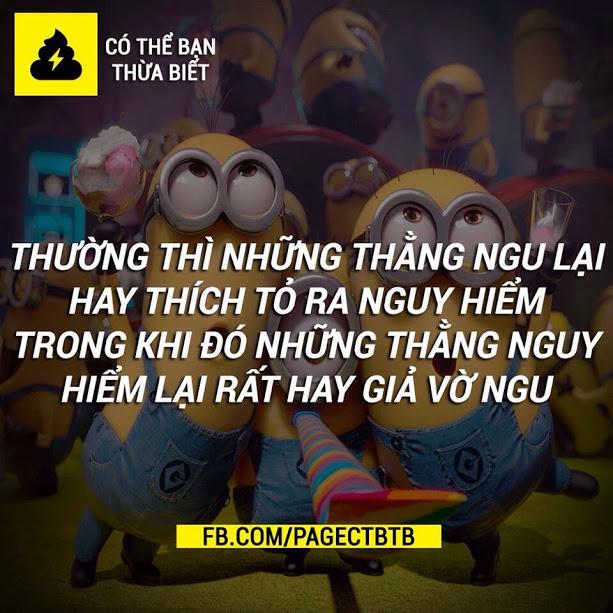 CÓ THỂ BẠN
THỪA BIẾT
THƯỜNG THÌ NHỮNG THẰNG NGU LẠI
HAY THÍCH TỎ RA NGUY HIỂM
TRONG KHI ĐÓ NHỮNG THẰNG NGUY
HIỂM LẠI RẤT HAY GIẢ VỜ NGU
FB.COM/PAGECTBTB